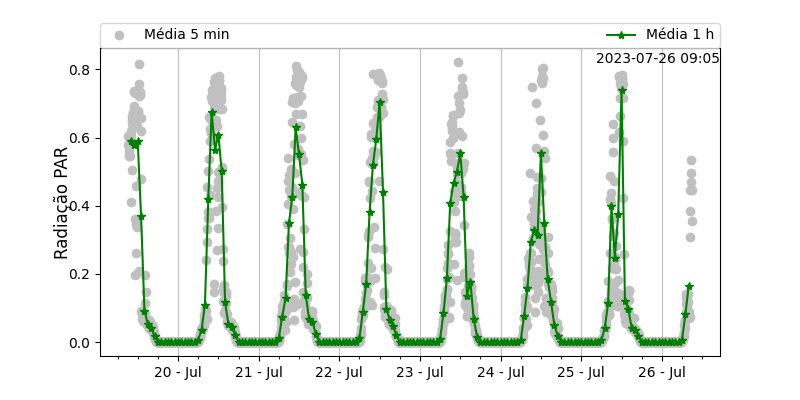 Média 5 min
Média 1 h
2023-07-26 09:05
Radiação PAR
0.8
0.6
0.4
0.2
0.0
20 - Jul
21 - Jul
22 - Jul
23 - Jul
24 - Jul
25 - Jul
26 - Jul